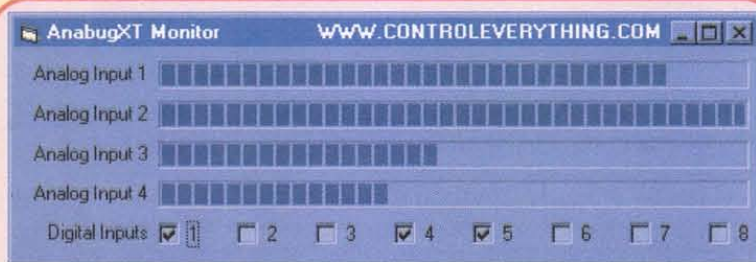 AnabugXT Monitor WWW.CONTROLEVERYTHING.COM
Analog Input 1
Analog Input 2
Analog Input 3
Analog Input 4
Digital Inputs 1 2 3 4 5 6 7 8